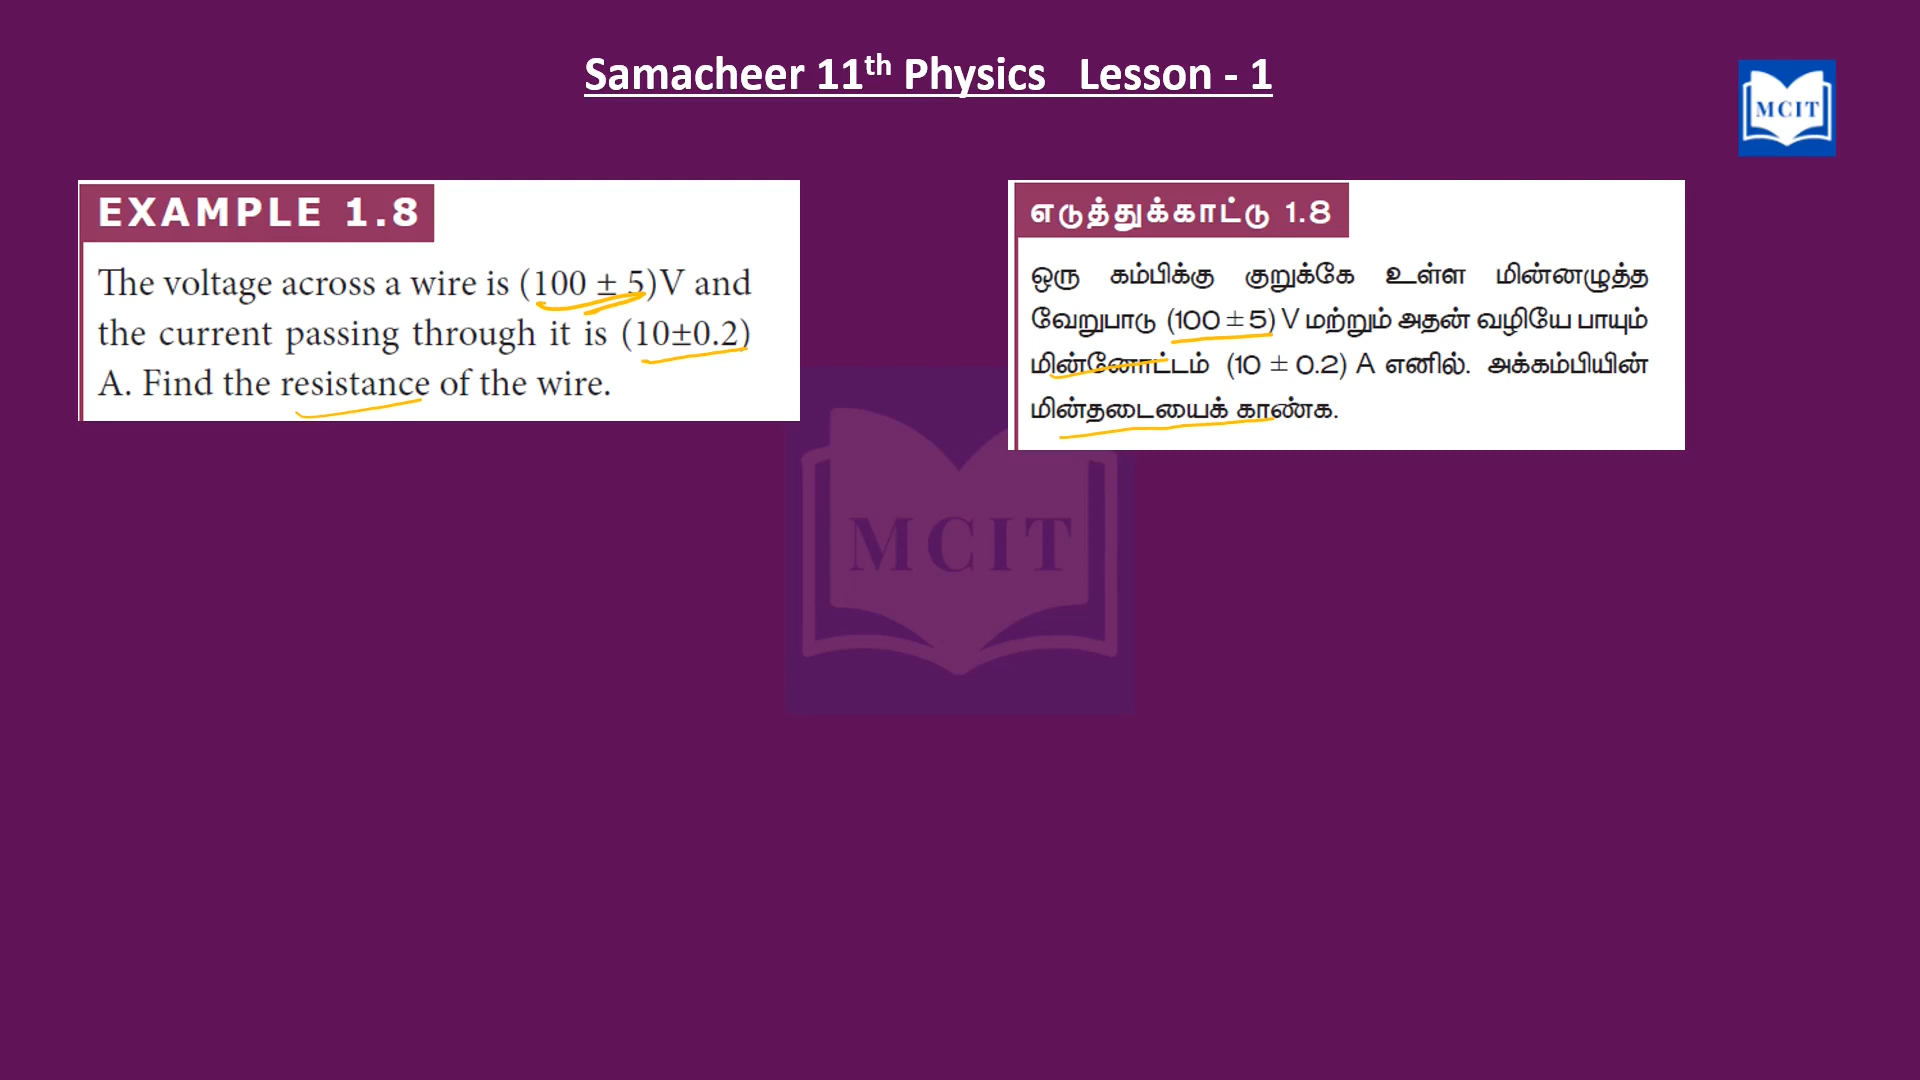 Samacheer 11th Physics Lesson - 1
MCIT
EXAMPLE 1.8
The voltage across a wire is (100 ± 5)V and
the current passing through it is (10±0.2)
A. Find the resistance of the wire.
எடுத்துக்காட்டு 1.8
ஒரு கம்பிக்கு குறுக்கே உள்ள மின்னழுத்த
வேறுபாடு (100 ± 5) V மற்றும் அதன் வழியே பாயும்
மின்னோட்டம் (10 ± 0.2) A எனில். அக்கம்பியின்
மின்தடையைக் காண்க.
MCIT